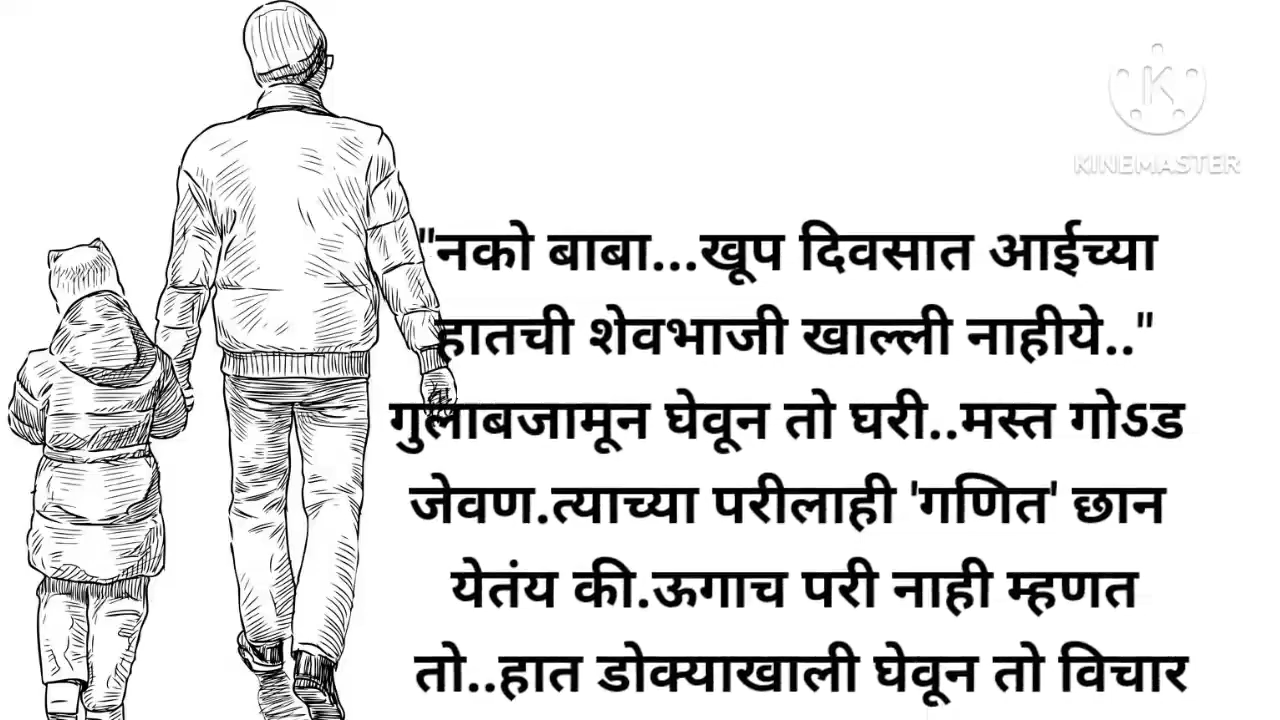 KINEMASTER
"नको बाबा...खूप दिवसात आईच्या
हातची शेवभाजी खाल्ली नाहीये.."
गुलाबजामून घेवून तो घरी..मस्त गोऽड
जेवण.त्याच्या परीलाही 'गणित' छान
येतंय की.ऊगाच परी नाही म्हणत
तो..हात डोक्याखाली घेवून तो विचार